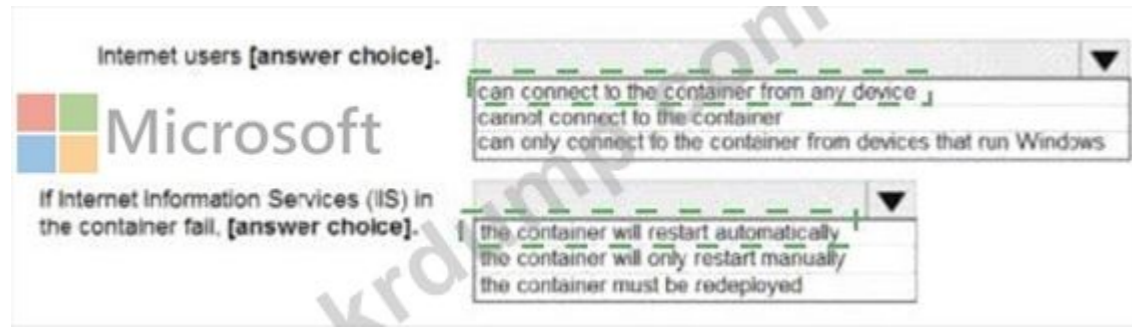 Internet users [answer choice].
can connect to the container from any device
cannot connect to the container
can only connect to the container from devices that run Windows
Microsoft
If Internet Information Services (IIS) in
the container fail, [answer choice].
the container will restart automatically
the container will only restart manually
the container must be redeployed
krdump.com